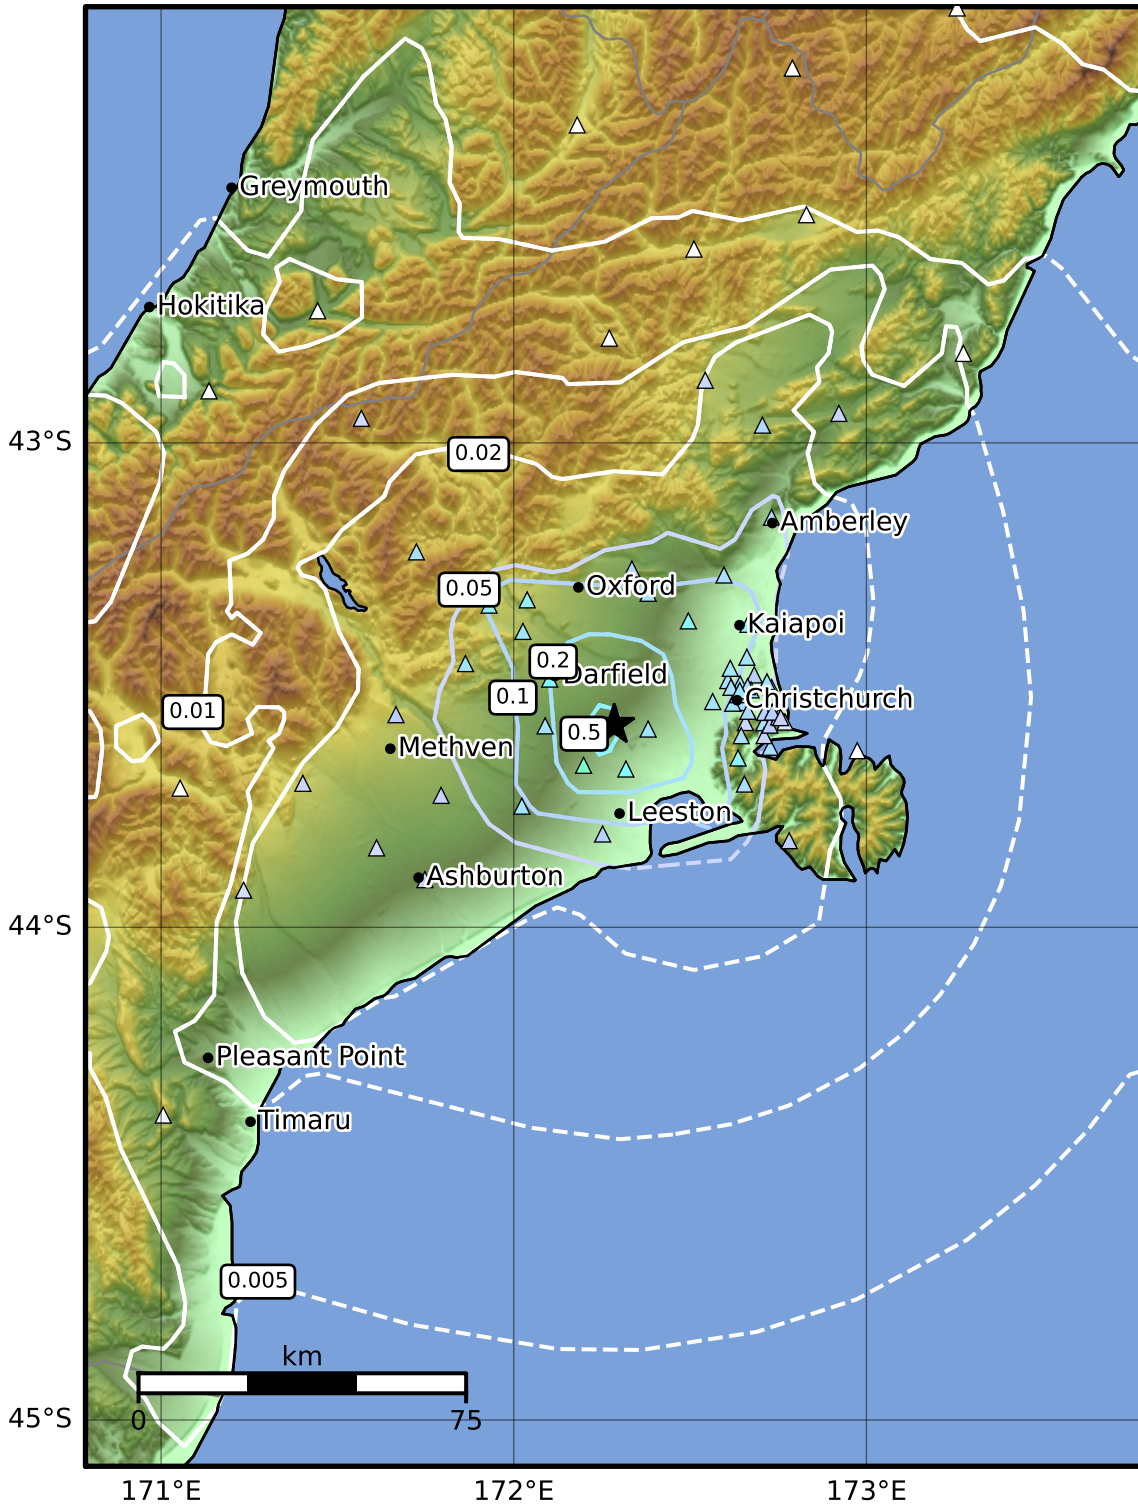 Greymouth
Hokitika
43°S
0.02
Amberley
0.05
Oxford
Kaiapoi
0.2
Darfield
0.1
Christchurch
0.01
0.5
Methven
Leeston
Ashburton
44°S
Pleasant Point
Timaru
0.005
km
0
75
45°S
171°E
172°E
173°E